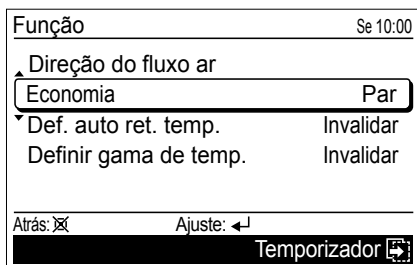 Função Se 10:00
Direção do fluxo ar
Economia Par
Def. auto ret. temp. Invalidar
Definir gama de temp. Invalidar
Atrás: Ajuste:
Temporizador